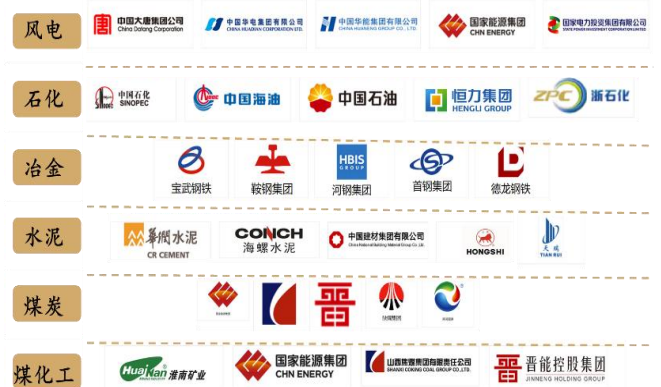 风电
中国大唐集团公司
China Datang Corporation
中国华电集团有限公司
CHINA HUADIAN CORPORATION LTD.
中国华能集团有限公司
CHINA HUANENG GROUP CO., LTD.
国家能源集团
CHN ENERGY
国家电力投资集团有限公司
STATE POWER INVESTMENT CORPORATION LIMITED
石化
中国石化
SINOPEC
中国海油
中国石油
恒力集团
HENGLI GROUP
ZPC 浙石化
冶金
宝武钢铁
鞍钢集团
HBIS
GROUP
河钢集团
首钢集团
德龙钢铁
水泥
华润水泥
CR CEMENT
CONCH
海螺水泥
中国建材集团有限公司
China National Building Material Group Co., Ltd.
HONGSHI
天瑞
TIAN RUI
煤炭
晋
煤化工
HuaiKan 淮南矿业
国家能源集团
CHN ENERGY
山西焦煤集团有限责任公司
SHANXI COKING COAL GROUP CO.,LTD.
晋能控股集团
JINNENG HOLDING GROUP